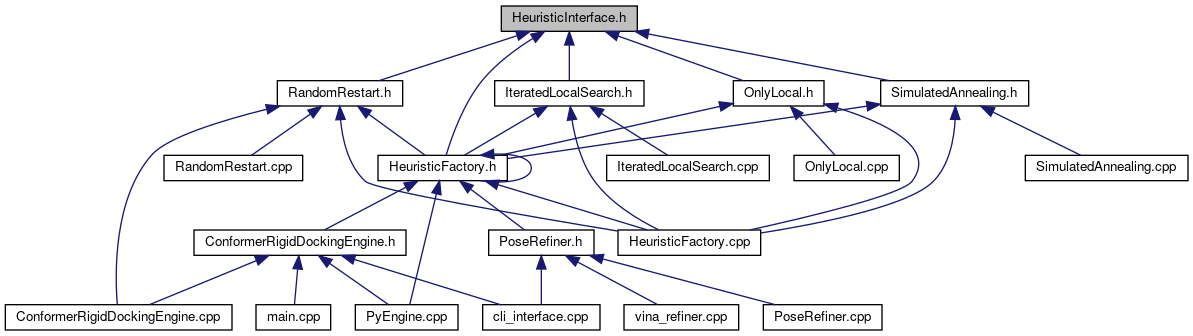 HeuristicInterface.h
RandomRestart.h
IteratedLocalSearch.h
OnlyLocal.h
SimulatedAnnealing.h
RandomRestart.cpp
HeuristicFactory.h
IteratedLocalSearch.cpp
OnlyLocal.cpp
SimulatedAnnealing.cpp
ConformerRigidDockingEngine.h
PoseRefiner.h
HeuristicFactory.cpp
ConformerRigidDockingEngine.cpp
main.cpp
PyEngine.cpp
cli_interface.cpp
vina_refiner.cpp
PoseRefiner.cpp